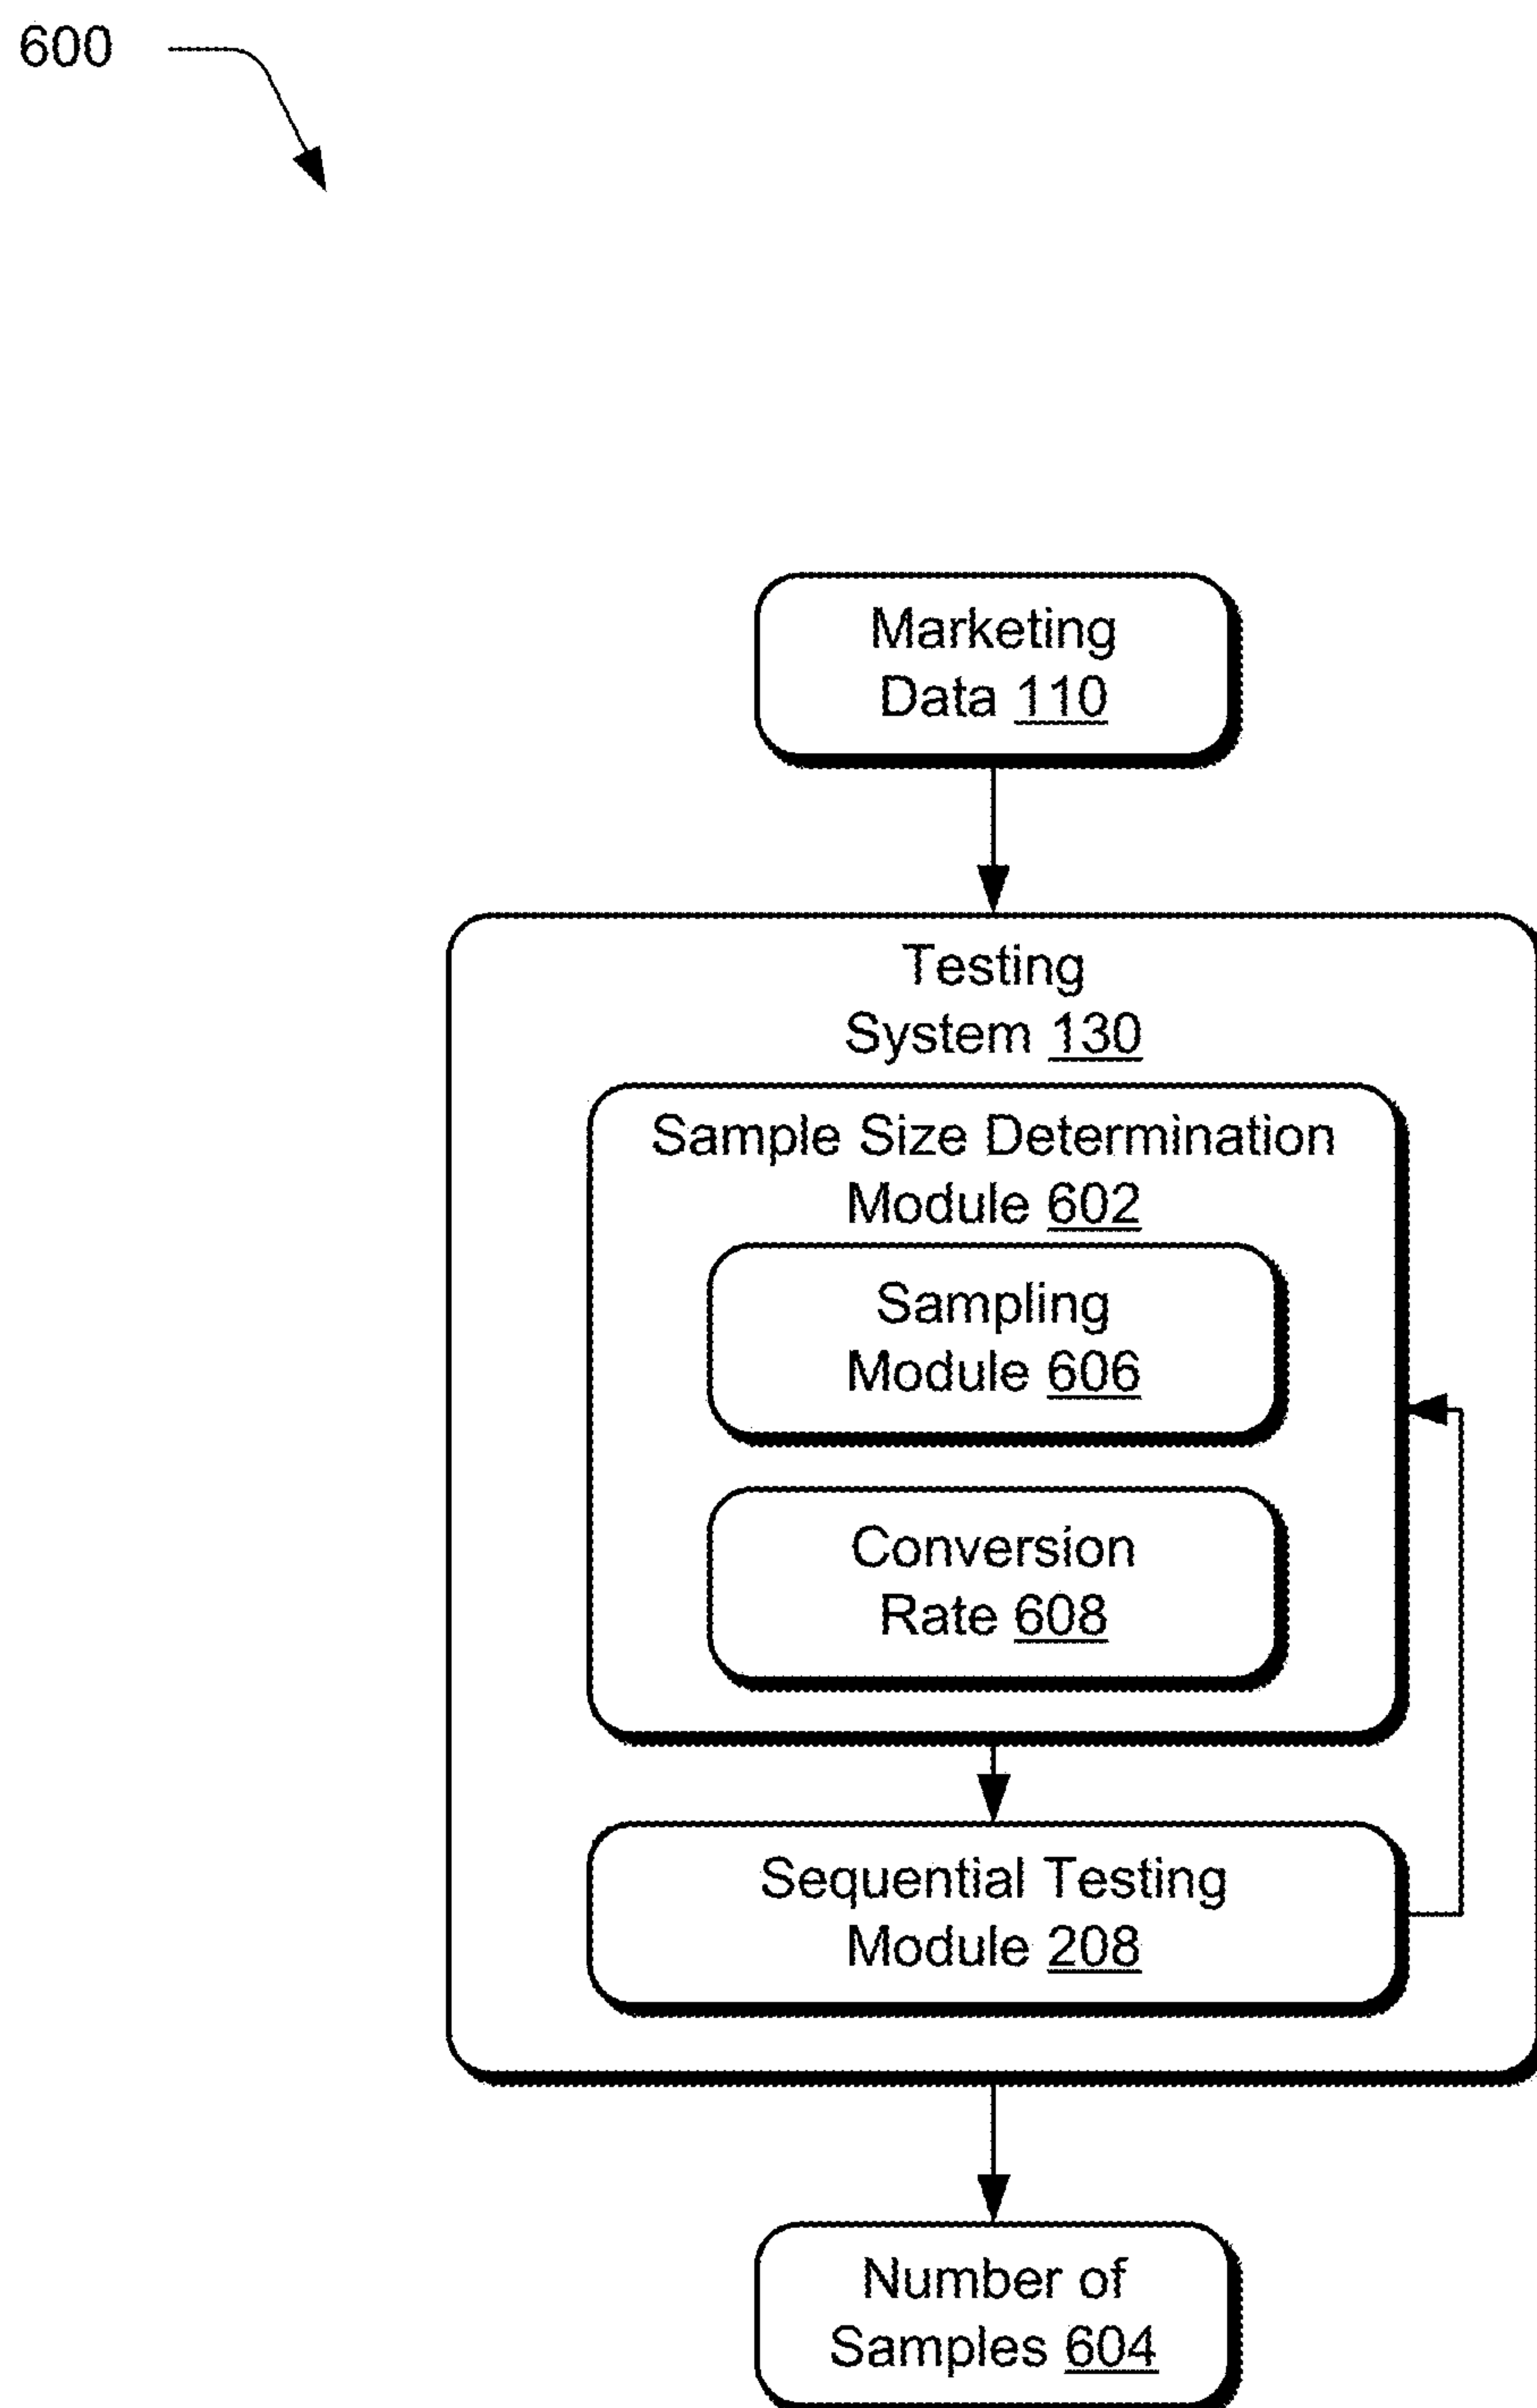 600
Marketing
Data 110
Testing
System 130
Sample Size Determination
Module 602
Sampling
Module 606
Conversion
Rate 608
Sequential Testing
Module 208
Number of
Samples 604